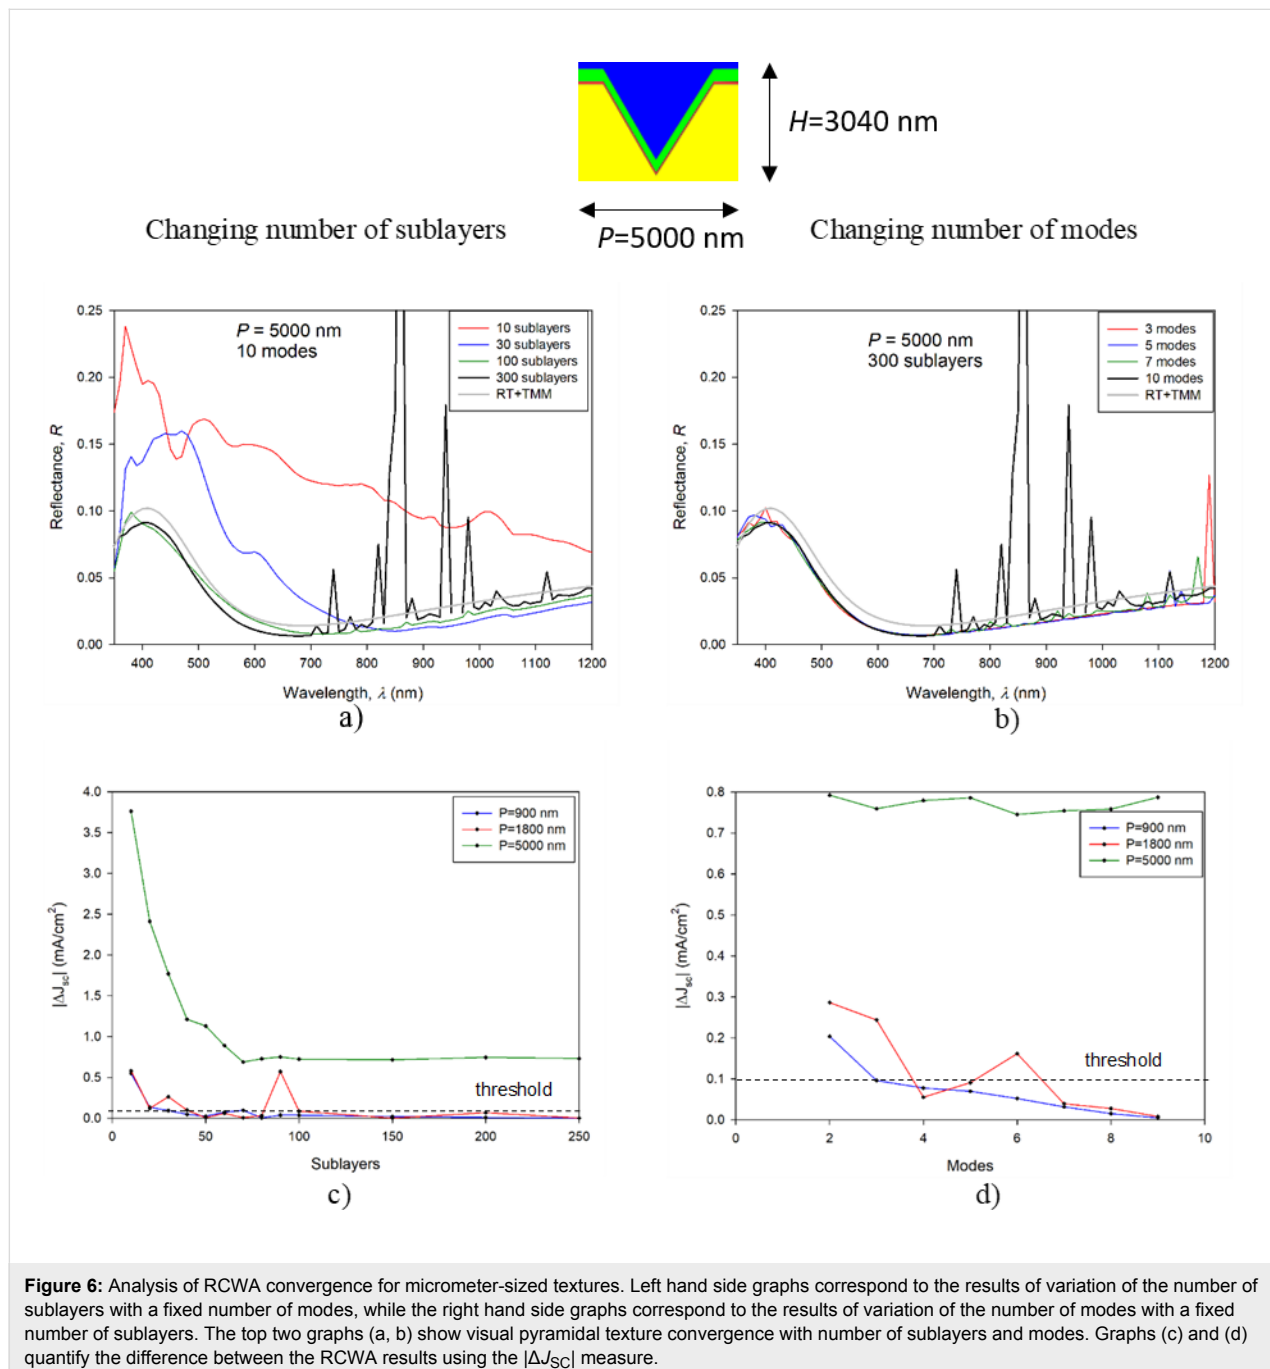 H=3040 nm
P=5000 nm
Changing number of sublayers
Changing number of modes
0.25
0.20
0.15
0.10
0.05
0.00
Reflectance, R
P = 5000 nm
10 modes
10 sublayers
30 sublayers
100 sublayers
300 sublayers
RT+TMM
400 500 600 700 800 900 1000 1100 1200
Wavelength, λ (nm)
a)
0.25
0.20
0.15
0.10
0.05
0.00
Reflectance, R
P = 5000 nm
300 sublayers
3 modes
5 modes
7 modes
10 modes
RT+TMM
400 500 600 700 800 900 1000 1100 1200
Wavelength, λ (nm)
b)
4.0
3.5
3.0
2.5
2.0
1.5
1.0
0.5
0.0
|ΔJsc| (mA/cm²)
P=900 nm
P=1800 nm
P=5000 nm
threshold
0 50 100 150 200 250
Sublayers
c)
0.8
0.7
0.6
0.5
0.4
0.3
0.2
0.1
0.0
|ΔJsc| (mA/cm²)
P=900 nm
P=1800 nm
P=5000 nm
threshold
0 2 4 6 8 10
Modes
d)
Figure 6: Analysis of RCWA convergence for micrometer-sized textures. Left hand side graphs correspond to the results of variation of the number of
sublayers with a fixed number of modes, while the right hand side graphs correspond to the results of variation of the number of modes with a fixed
number of sublayers. The top two graphs (a, b) show visual pyramidal texture convergence with number of sublayers and modes. Graphs (c) and (d)
quantify the difference between the RCWA results using the |ΔJSC| measure.